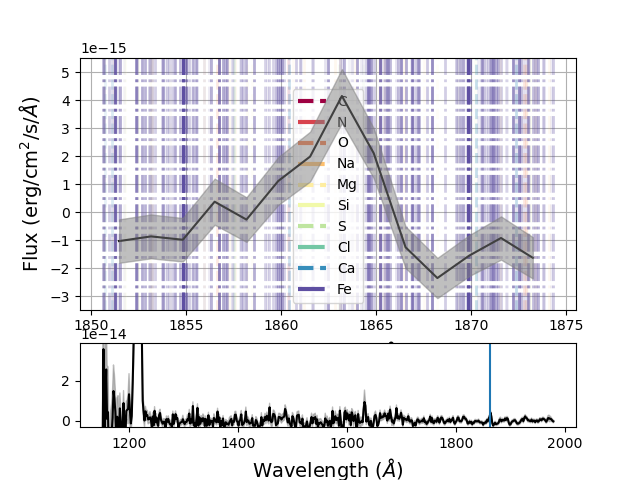 1e−15
Flux (erg/cm²/s/Å)
5
4
3
2
1
0
−1
−2
−3
C
N
O
Na
Mg
Si
S
Cl
Ca
Fe
1850 1855 1860 1865 1870 1875
1e−14
2
0
1200 1400 1600 1800 2000
Wavelength (Å)